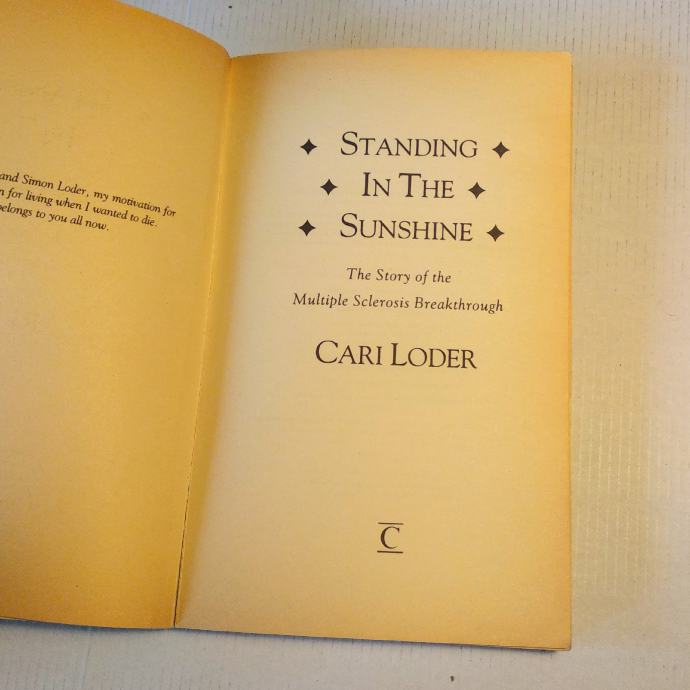 and Simon Loder, my motivation for
for living when I wanted to die.
belongs to you all now.
STANDING
IN THE
SUNSHINE
The Story of the
Multiple Sclerosis Breakthrough
CARI LODER
C